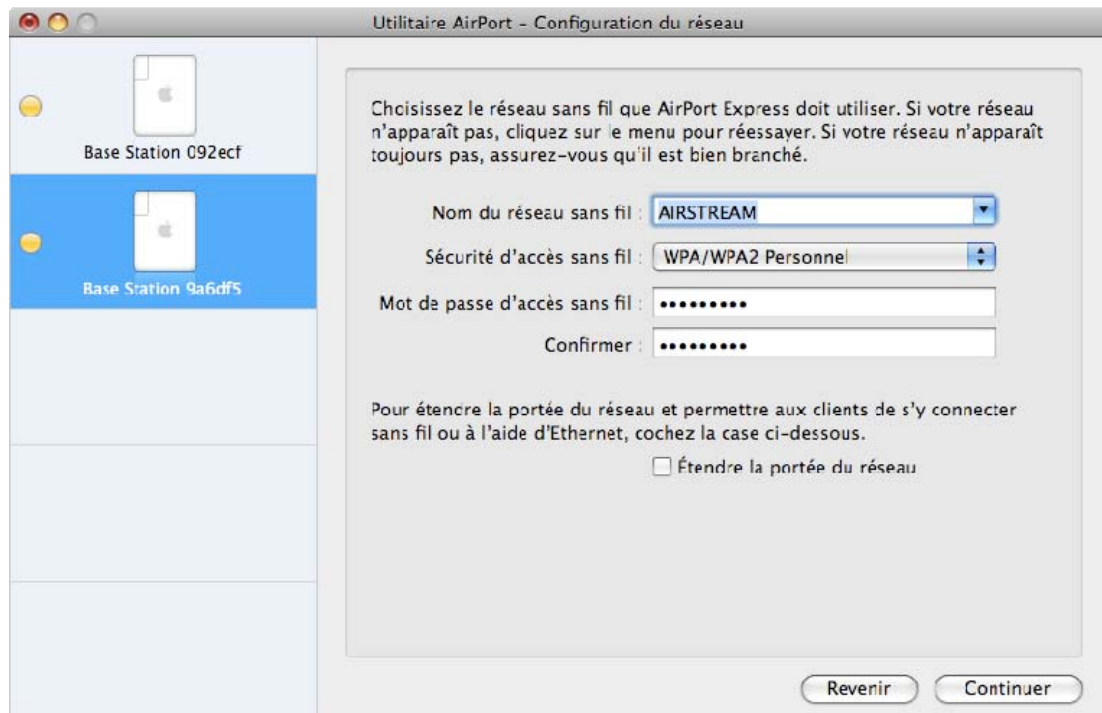 Utilitaire AirPort – Configuration du réseau
Base Station 092ecf
Base Station 9a6df5
Choisissez le réseau sans fil que AirPort Express doit utiliser. Si votre réseau
n'apparaît pas, cliquez sur le menu pour réessayer. Si votre réseau n'apparaît
toujours pas, assurez-vous qu'il est bien branché.
Nom du réseau sans fil : AIRSTREAM
Sécurité d'accès sans fil : WPA/WPA2 Personnel
Mot de passe d'accès sans fil : •••••••••
Confirmer : •••••••••
Pour étendre la portée du réseau et permettre aux clients de s'y connecter
sans fil ou à l'aide d'Ethernet, cochez la case ci-dessous.
Étendre la portée du réseau
Revenir
Continuer